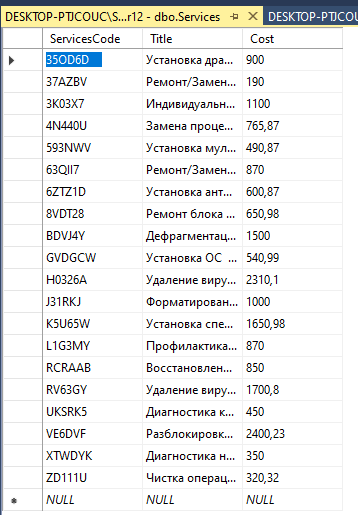 DESKTOP-PTJCOUC\S...r12 - dbo.Services DESKTOP-PTJCOUC
ServicesCode Title Cost
35OD6D Установка дра... 900
37AZBV Ремонт/Замен... 190
3K03X7 Индивидуальн... 1100
4N440U Замена проце... 765,87
593NWV Установка мул... 490,87
63QII7 Ремонт/Замен... 870
6ZTZ1D Установка ант... 600,87
8VDT28 Ремонт блока ... 650,98
BDVJ4Y Дефрагментац... 1500
GVDGCW Установка ОС ... 540,99
H0326A Удаление виру... 2310,1
J31RKJ Форматирован... 1000
K5U65W Установка спе... 1650,98
L1G3MY Профилактика... 870
RCRAAB Восстановлен... 850
RV63GY Удаление виру... 1700,8
UKSRK5 Диагностика к... 450
VE6DVF Разблокировк... 2400,23
XTWDYK Диагностика н... 350
ZD111U Чистка операц... 320,32
NULL NULL NULL